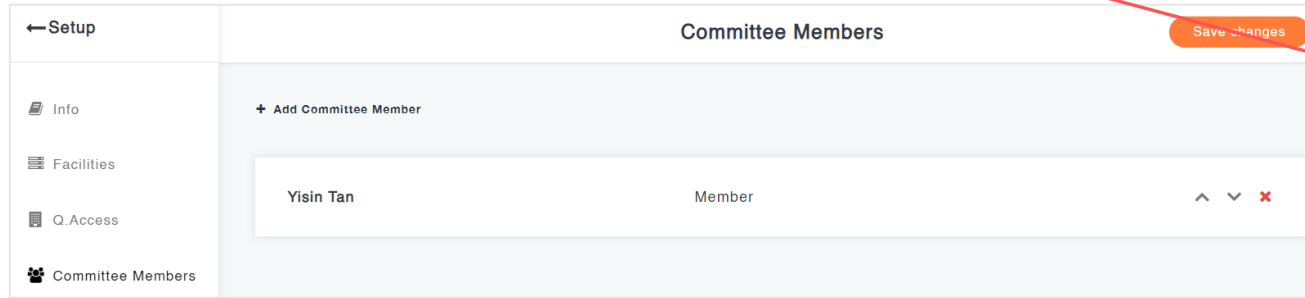 Setup
Committee Members
Save changes
Info
+ Add Committee Member
Facilities
Yisin Tan
Member
Q.Access
Committee Members